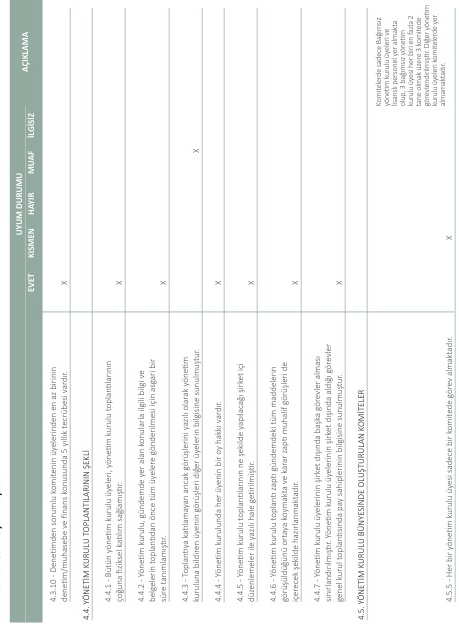 UYUM DURUMU
EVET KISMEN HAYIR MUAF İLGİSİZ AÇIKLAMA
4.3.10 - Denetimden sorumlu komitenin üyelerinden en az birinin
denetim/muhasebe ve finans konusunda 5 yıllık tecrübesi vardır. X
4.4. YÖNETİM KURULU TOPLANTILARININ ŞEKLİ
4.4.1 - Bütün yönetim kurulu üyeleri, yönetim kurulu toplantılarının
çoğuna fiziksel katılım sağlamıştır. X
4.4.2 - Yönetim kurulu, gündemde yer alan konularla ilgili bilgi ve
belgelerin toplantıdan önce tüm üyelere gönderilmesi için asgari bir
süre tanımlamıştır. X
4.4.3 - Toplantıya katılamayan ancak görüşlerini yazılı olarak yönetim
kuruluna bildiren üyenin görüşleri diğer üyelerin bilgisine sunulmuştur. X
4.4.4 - Yönetim kurulunda her üyenin bir oy hakkı vardır. X
4.4.5 - Yönetim kurulu toplantılarının ne şekilde yapılacağı şirket içi
düzenlemeler ile yazılı hale getirilmiştir. X
4.4.6 - Yönetim kurulu toplantı zaptı gündemdeki tüm maddelerin
görüşüldüğünü ortaya koymakta ve karar zaptı muhalif görüşleri de
içerecek şekilde hazırlanmaktadır. X
4.4.7 - Yönetim kurulu üyelerinin şirket dışında başka görevler alması
sınırlandırılmıştır. Yönetim kurulu üyelerinin şirket dışında aldığı görevler
genel kurul toplantısında pay sahiplerinin bilgisine sunulmuştur. X
4.5. YÖNETİM KURULU BÜNYESİNDE OLUŞTURULAN KOMİTELER
4.5.5 - Her bir yönetim kurulu üyesi sadece bir komitede görev almaktadır. X
Komitelerde sadece Bağımsız
yönetim kurulu üyeleri ve
lisanslı personel yer almakta
olup, 3 bağımsız yönetim
kurulu üyesi her biri en fazla 2
tane olmak üzere 3 komitede
görevlendirilmiştir. Diğer yönetim
kurulu üyeleri komitelerde yer
almamaktadır.